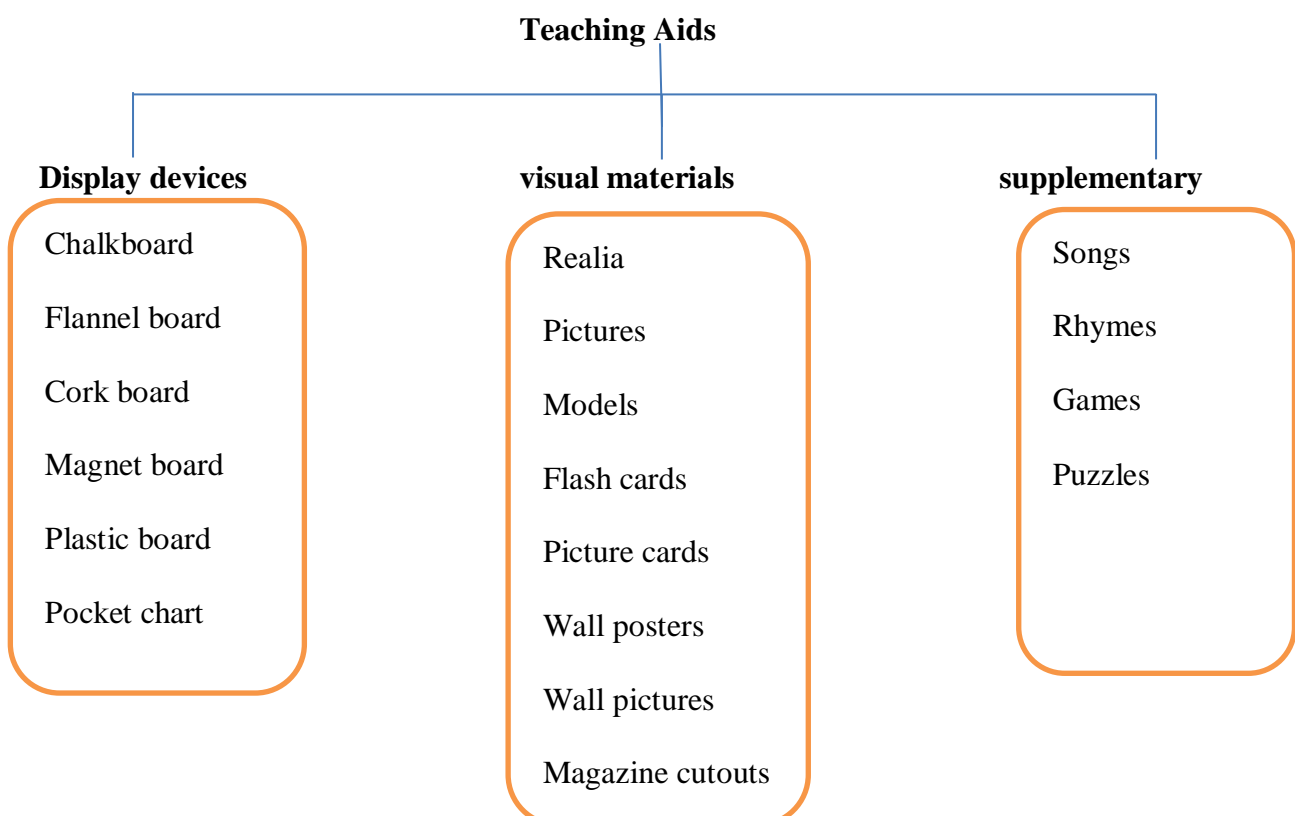 Teaching Aids
Display devices
Chalkboard
Flannel board
Cork board
Magnet board
Plastic board
Pocket chart
visual materials
Realia
Pictures
Models
Flash cards
Picture cards
Wall posters
Wall pictures
Magazine cutouts
supplementary
Songs
Rhymes
Games
Puzzles